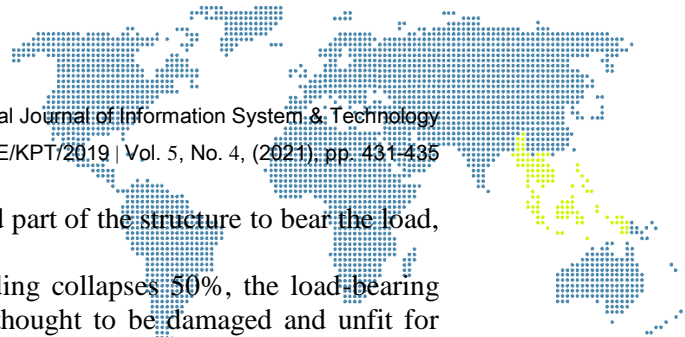 al Journal of Information System & Technology
E/KPT/2019 | Vol. 5, No. 4, (2021), pp. 431-435
d part of the structure to bear the load,
ding collapses 50%, the load-bearing
thought to be damaged and unfit for